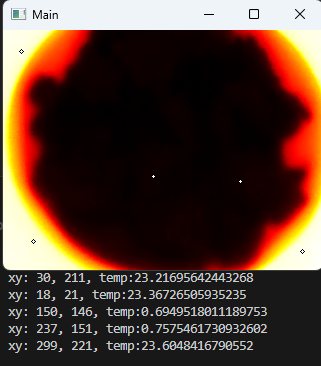 Main
xy: 30, 211, temp:23.21695642443268
xy: 18, 21, temp:23.36726505935235
xy: 150, 146, temp:0.6949518011189753
xy: 237, 151, temp:0.7575461730932602
xy: 299, 221, temp:23.6048416790552